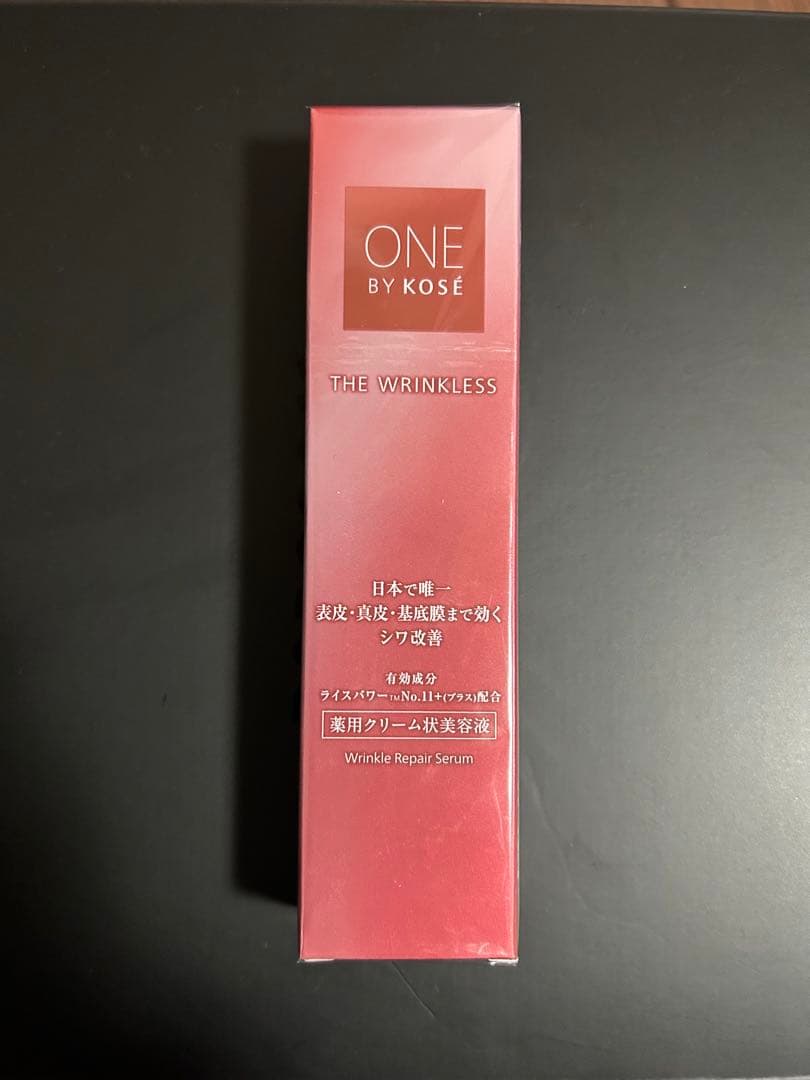 ONE
BY KOSÉ
THE WRINKLESS
日本で唯一
表皮・真皮・基底膜まで効く
シワ改善
有効成分
ライスパワー™No.11+(プラス)配合
薬用クリーム状美容液
Wrinkle Repair Serum